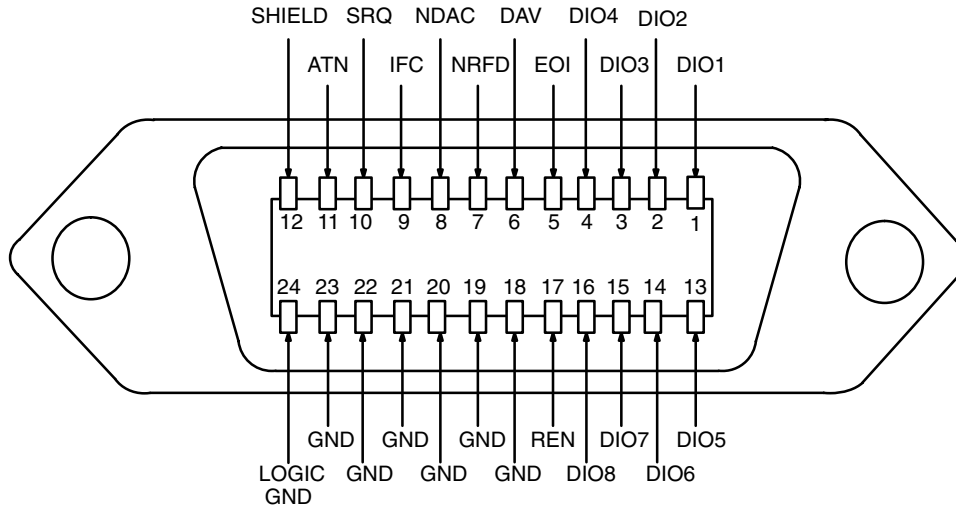 SHIELD SRQ NDAC DAV DIO4 DIO2
ATN IFC NRFD EOI DIO3 DIO1
12 11 10 9 8 7 6 5 4 3 2 1
24 23 22 21 20 19 18 17 16 15 14 13
GND GND GND REN DIO7 DIO5
LOGIC GND GND GND GND DIO8 DIO6
GND